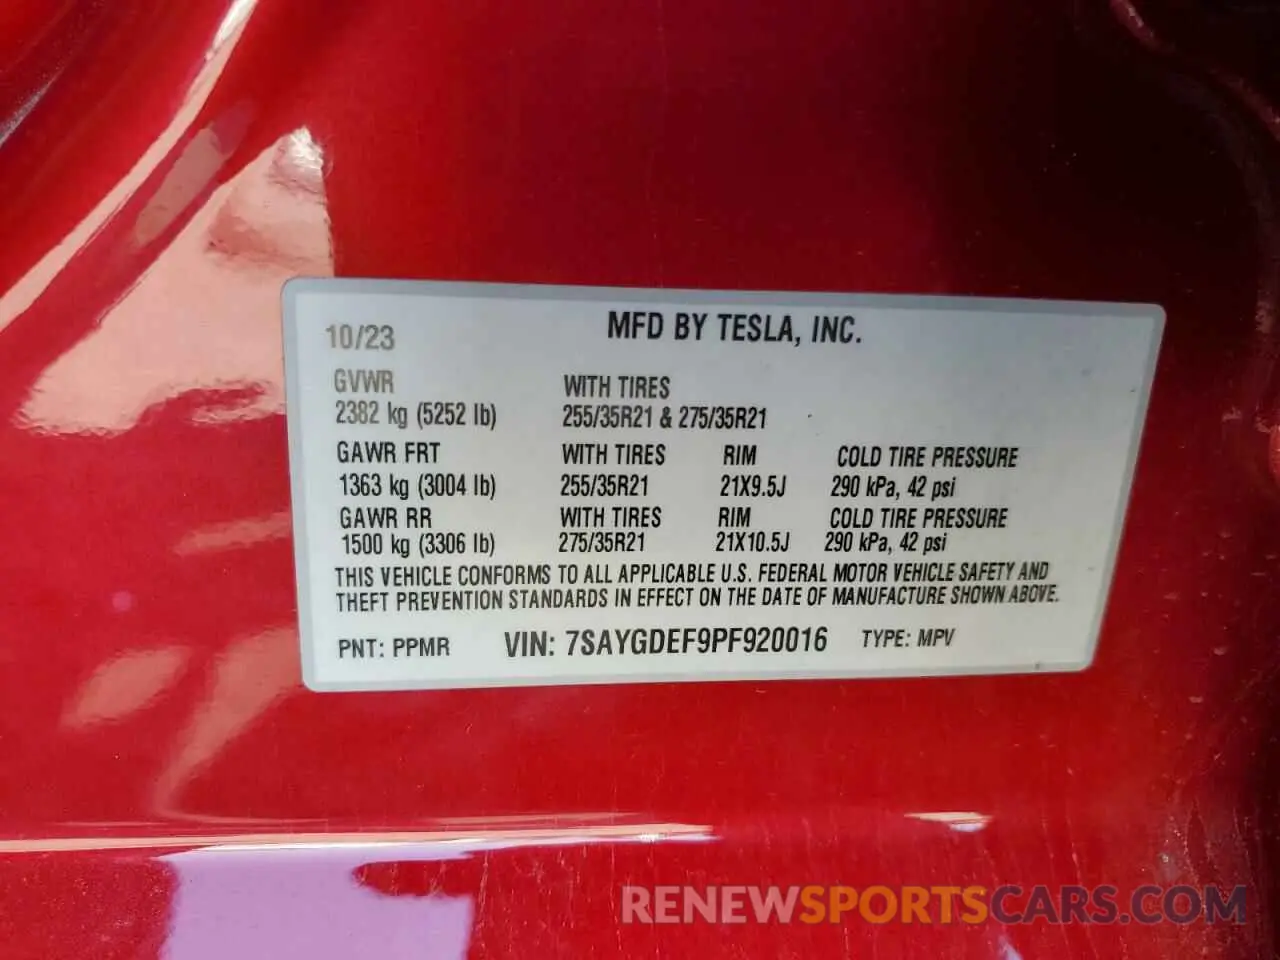 MFD BY TESLA, INC.
10/23
GVWR WITH TIRES
2382 kg (5252 lb) 255/35R21 & 275/35R21
GAWR FRT WITH TIRES RIM COLD TIRE PRESSURE
1363 kg (3004 lb) 255/35R21 21X9.5J 290 kPa, 42 psi
GAWR RR WITH TIRES RIM COLD TIRE PRESSURE
1500 kg (3306 lb) 275/35R21 21X10.5J 290 kPa, 42 psi
THIS VEHICLE CONFORMS TO ALL APPLICABLE U.S. FEDERAL MOTOR VEHICLE SAFETY AND
THEFT PREVENTION STANDARDS IN EFFECT ON THE DATE OF MANUFACTURE SHOWN ABOVE.
PNT: PPMR VIN: 7SAYGDEF9PF920016 TYPE: MPV
RENEWSPORTSCARS.COM